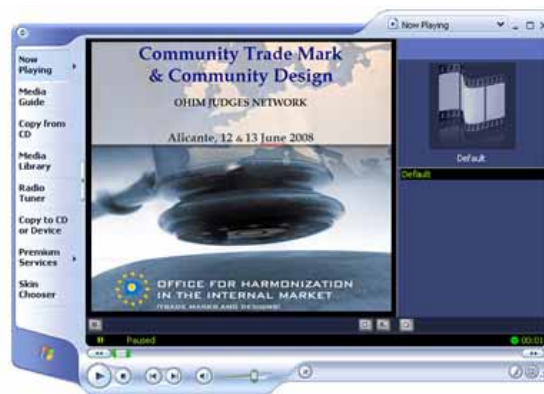 Now Playing
Now
Playing
Media
Guide
Copy from
CD
Media
Library
Radio
Tuner
Copy to CD
or Device
Premium
Services
Skin
Chooser
Community Trade Mark
& Community Design
OHIM JUDGES NETWORK
Alicante, 12 & 13 June 2008
OFFICE FOR HARMONIZATION
IN THE INTERNAL MARKET
(TRADE MARKS AND DESIGNS)
Default
Default
Paused
00:01